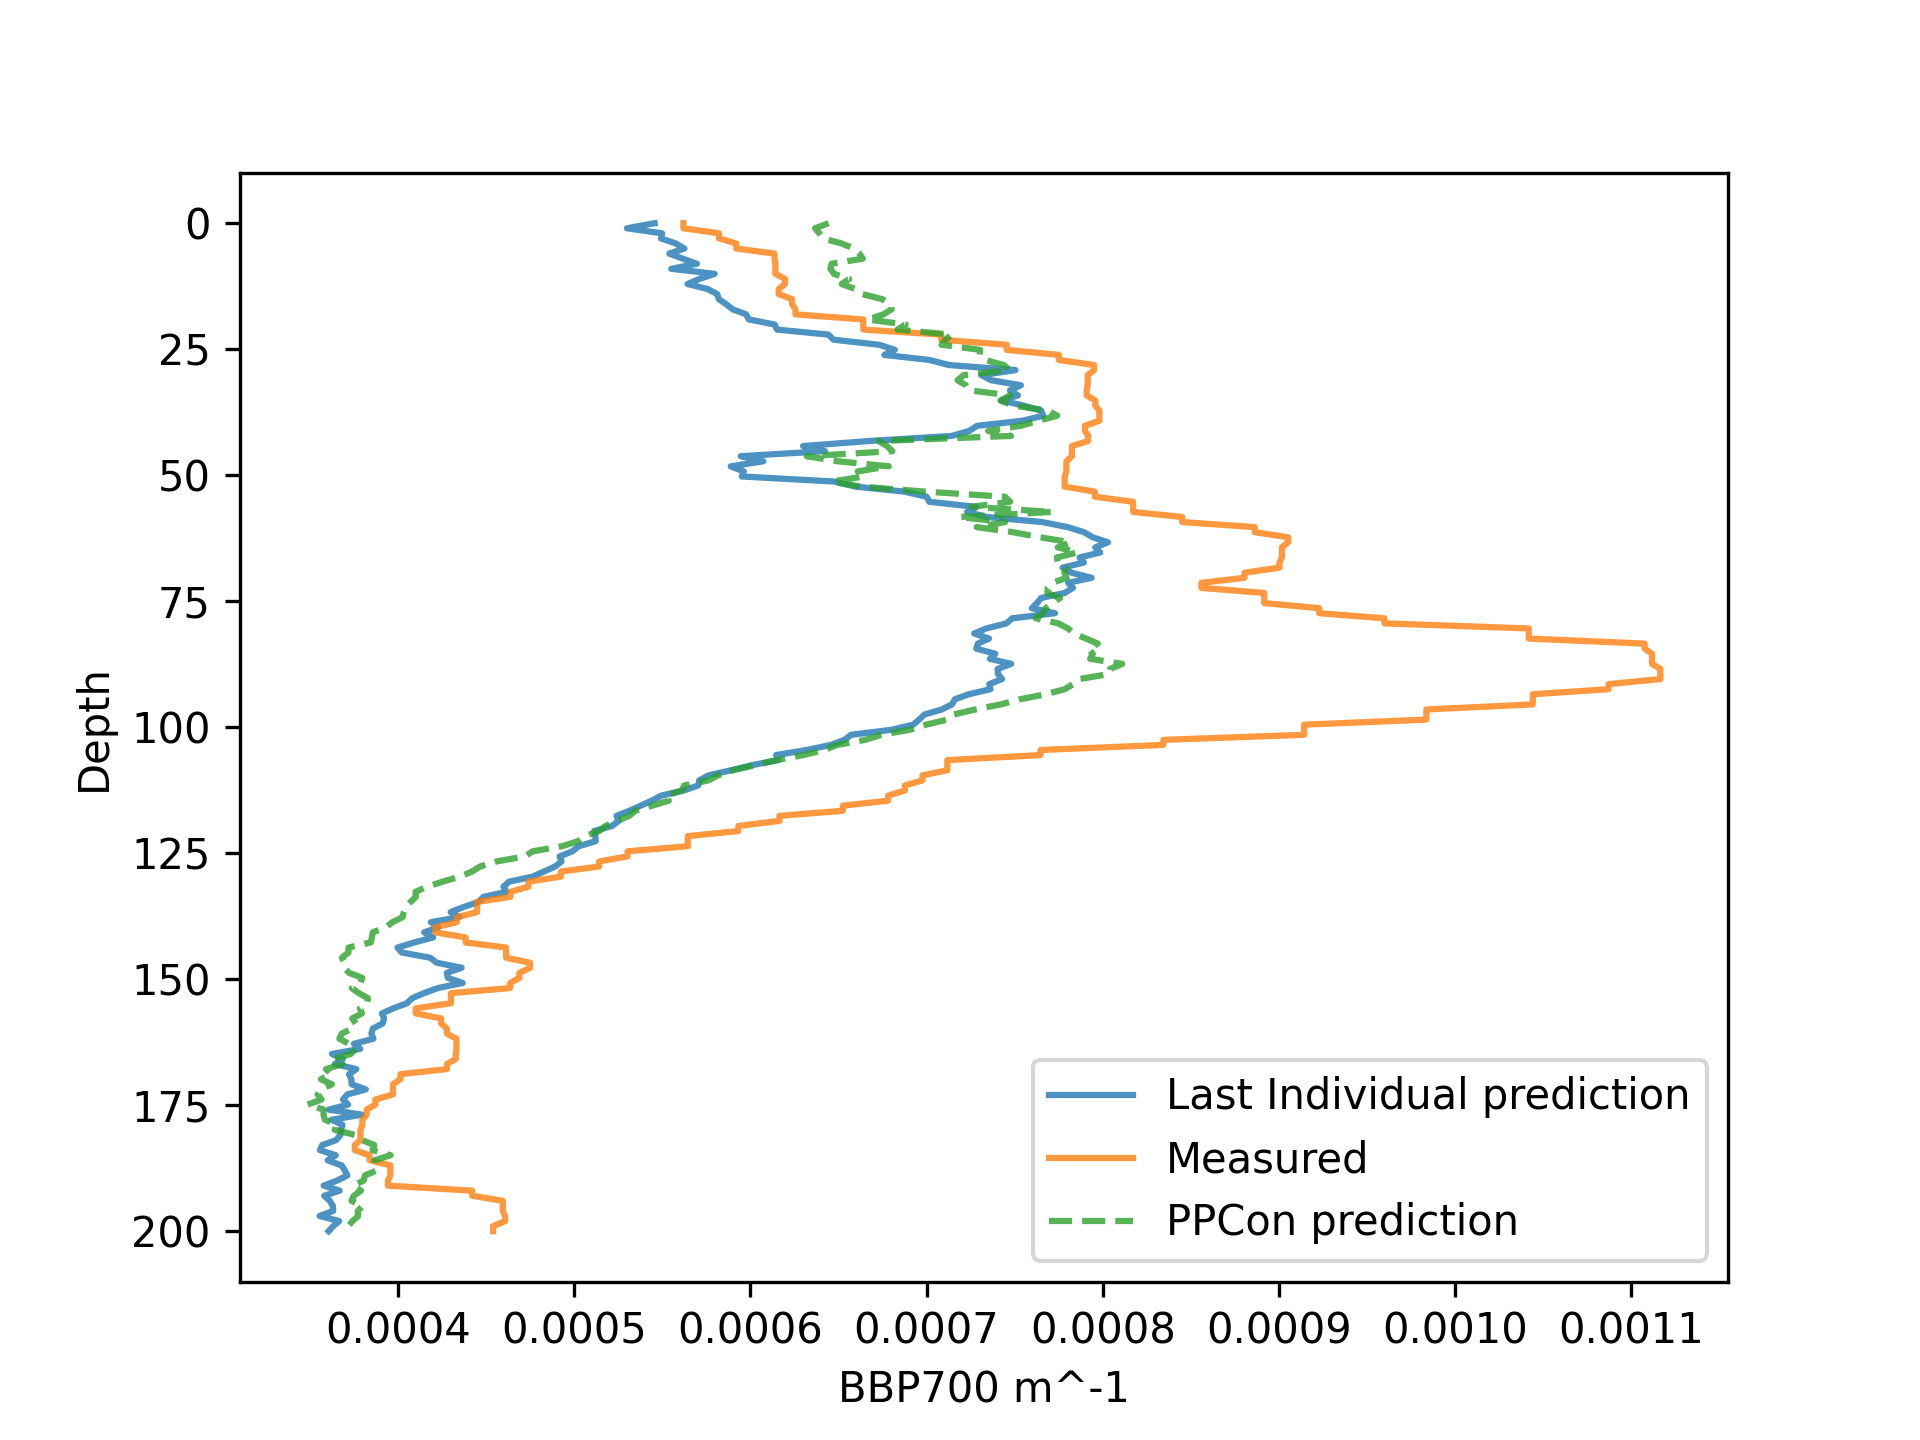 0
25
50
75
100
125
150
175
200
Depth
0.0004 0.0005 0.0006 0.0007 0.0008 0.0009 0.0010 0.0011
BBP700 m^-1
Last Individual prediction
Measured
PPCon prediction